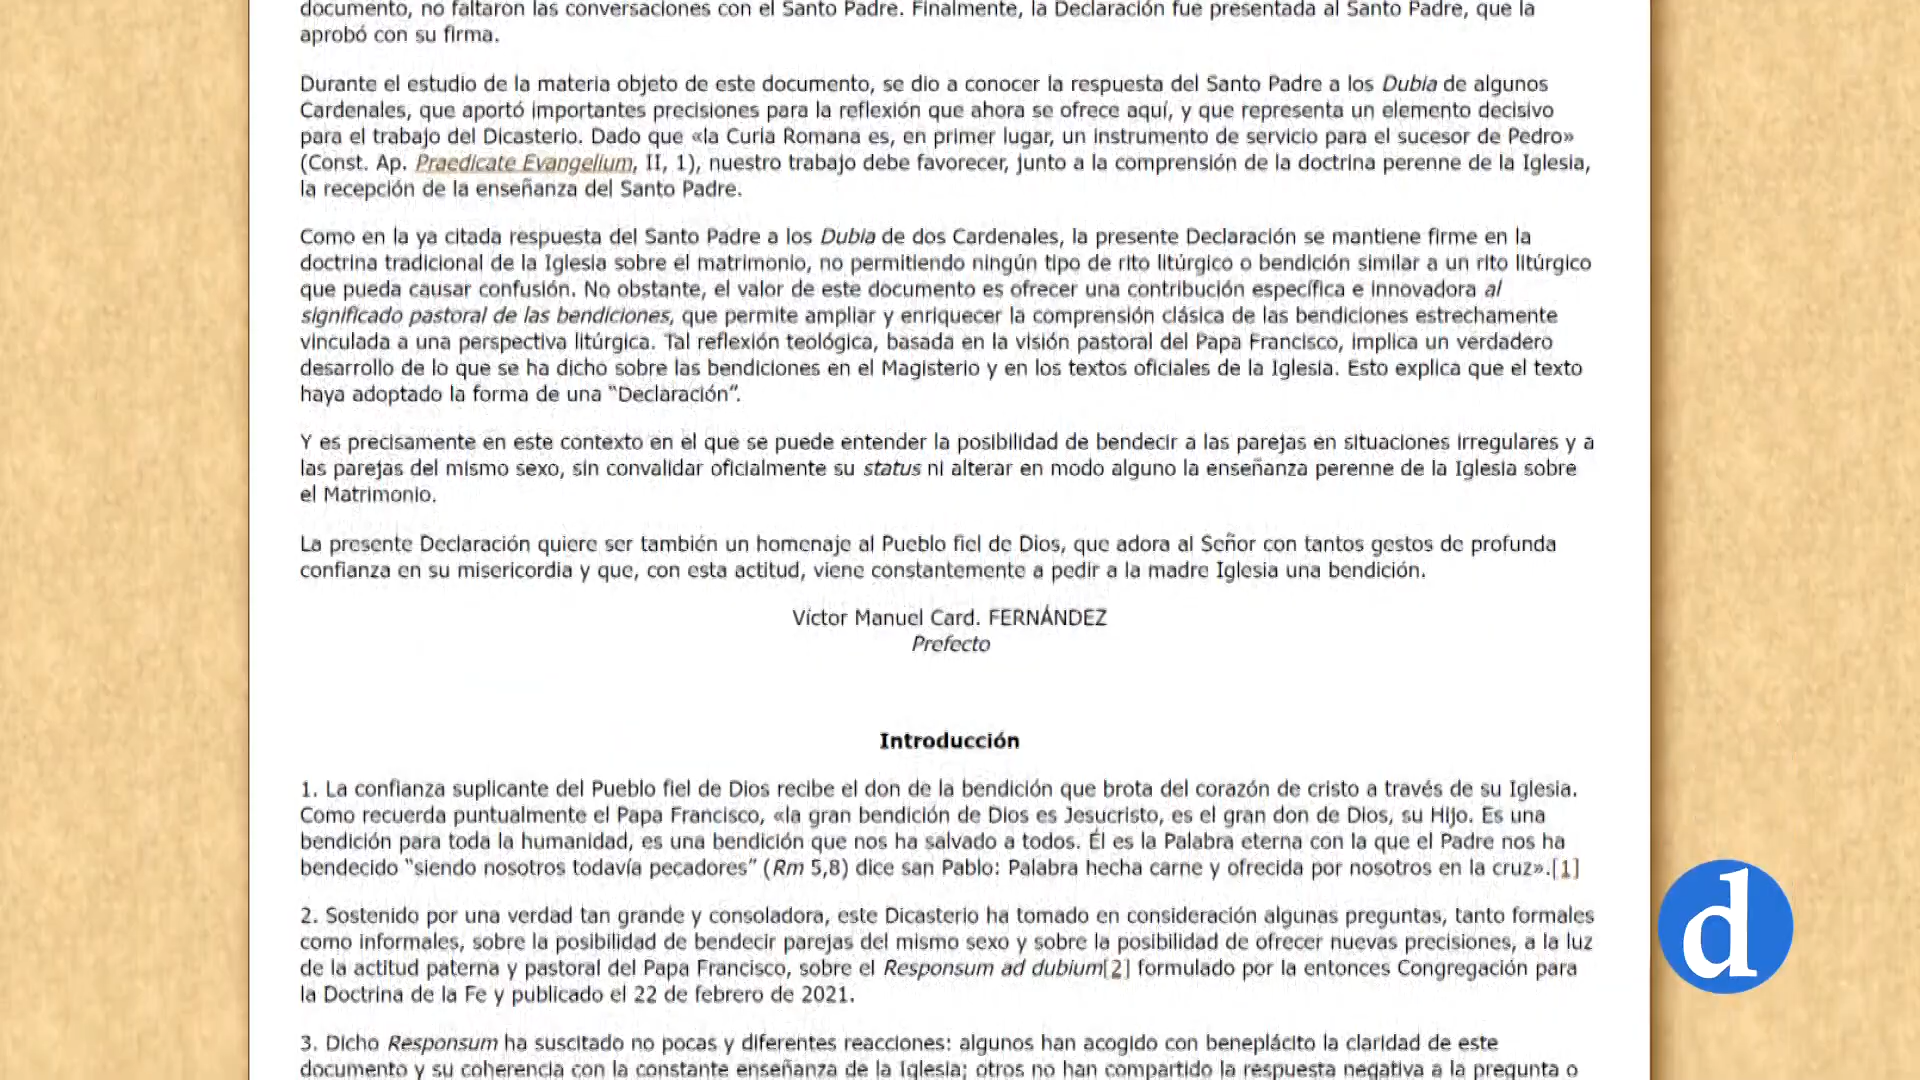 documento, no faltaron las conversaciones con el Santo Padre. Finalmente, la Declaración fue presentada al Santo Padre, que la
aprobó con su firma.
Durante el estudio de la materia objeto de este documento, se dio a conocer la respuesta del Santo Padre a los Dubia de algunos
Cardenales, que aportó importantes precisiones para la reflexión que ahora se ofrece aquí, y que representa un elemento decisivo
para el trabajo del Dicasterio. Dado que «la Curia Romana es, en primer lugar, un instrumento de servicio para el sucesor de Pedro»
(Const. Ap. Praedicate Evangelium, II, 1), nuestro trabajo debe favorecer, junto a la comprensión de la doctrina perenne de la Iglesia,
la recepción de la enseñanza del Santo Padre.
Como en la ya citada respuesta del Santo Padre a los Dubia de dos Cardenales, la presente Declaración se mantiene firme en la
doctrina tradicional de la Iglesia sobre el matrimonio, no permitiendo ningún tipo de rito litúrgico o bendición similar a un rito litúrgico
que pueda causar confusión. No obstante, el valor de este documento es ofrecer una contribución específica e innovadora al
significado pastoral de las bendiciones, que permite ampliar y enriquecer la comprensión clásica de las bendiciones estrechamente
vinculada a una perspectiva litúrgica. Tal reflexión teológica, basada en la visión pastoral del Papa Francisco, implica un verdadero
desarrollo de lo que se ha dicho sobre las bendiciones en el Magisterio y en los textos oficiales de la Iglesia. Esto explica que el texto
haya adoptado la forma de una "Declaración".
Y es precisamente en este contexto en el que se puede entender la posibilidad de bendecir a las parejas en situaciones irregulares y a
las parejas del mismo sexo, sin convalidar oficialmente su status ni alterar en modo alguno la enseñanza perenne de la Iglesia sobre
el Matrimonio.
La presente Declaración quiere ser también un homenaje al Pueblo fiel de Dios, que adora al Señor con tantos gestos de profunda
confianza en su misericordia y que, con esta actitud, viene constantemente a pedir a la madre Iglesia una bendición.
Víctor Manuel Card. FERNÁNDEZ
Prefecto
Introducción
1. La confianza suplicante del Pueblo fiel de Dios recibe el don de la bendición que brota del corazón de cristo a través de su Iglesia.
Como recuerda puntualmente el Papa Francisco, «la gran bendición de Dios es Jesucristo, es el gran don de Dios, su Hijo. Es una
bendición para toda la humanidad, es una bendición que nos ha salvado a todos. Él es la Palabra eterna con la que el Padre nos ha
bendecido "siendo nosotros todavía pecadores" (Rm 5,8) dice san Pablo: Palabra hecha carne y ofrecida por nosotros en la cruz».[1]
2. Sostenido por una verdad tan grande y consoladora, este Dicasterio ha tomado en consideración algunas preguntas, tanto formales
como informales, sobre la posibilidad de bendecir parejas del mismo sexo y sobre la posibilidad de ofrecer nuevas precisiones, a la luz
de la actitud paterna y pastoral del Papa Francisco, sobre el Responsum ad dubium[2] formulado por la entonces Congregación para
la Doctrina de la Fe y publicado el 22 de febrero de 2021.
d
3. Dicho Responsum ha suscitado no pocas y diferentes reacciones: algunos han acogido con beneplácito la claridad de este
documento y su coherencia con la constante enseñanza de la Iglesia; otros no han compartido la respuesta negativa a la pregunta o